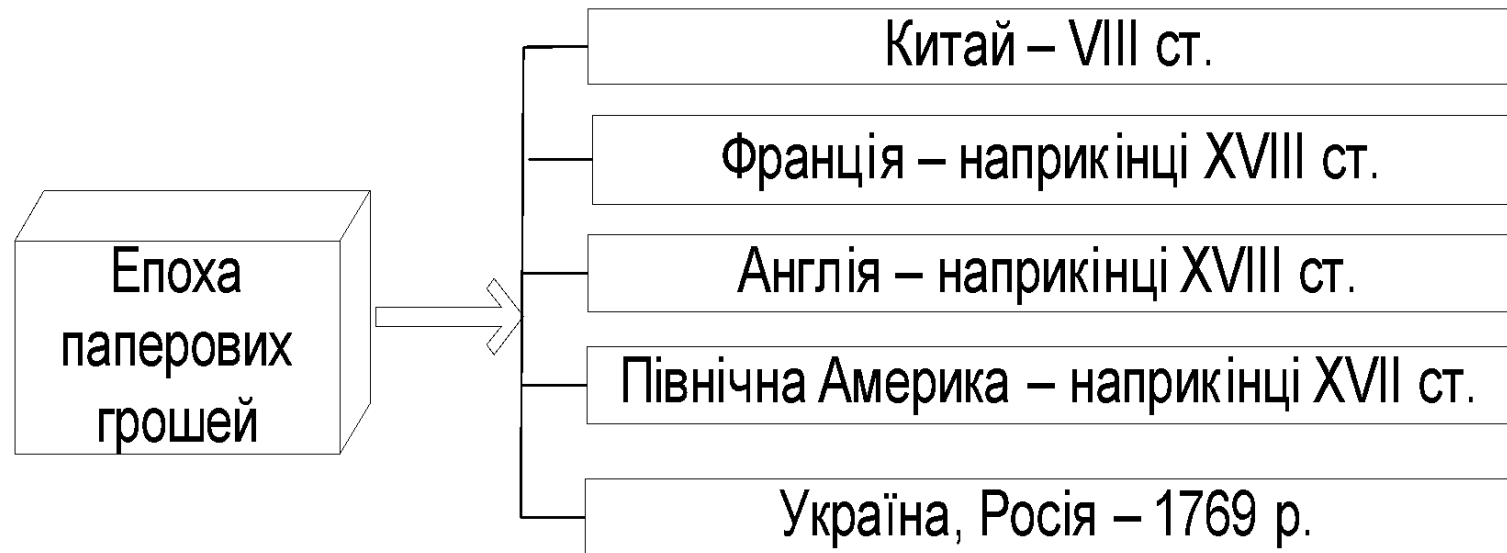 Епоха
паперових
грошей
Китай – VIII ст.
Франція – наприкінці XVIII ст.
Англія – наприкінці XVIII ст.
Північна Америка – наприкінці XVII ст.
Україна, Росія – 1769 р.